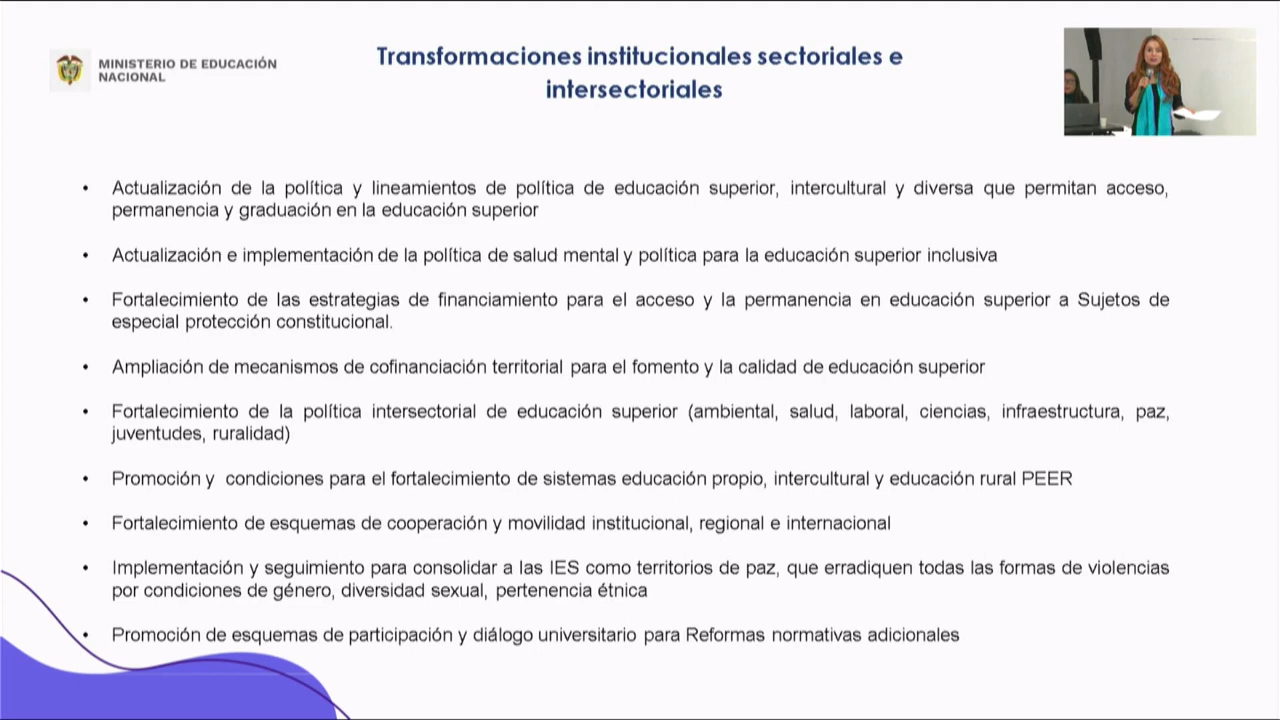 MINISTERIO DE EDUCACIÓN
NACIONAL
Transformaciones institucionales sectoriales e
intersectoriales
• Actualización de la política y lineamientos de política de educación superior, intercultural y diversa que permitan acceso,
permanencia y graduación en la educación superior
• Actualización e implementación de la política de salud mental y política para la educación superior inclusiva
• Fortalecimiento de las estrategias de financiamiento para el acceso y la permanencia en educación superior a Sujetos de
especial protección constitucional.
• Ampliación de mecanismos de cofinanciación territorial para el fomento y la calidad de educación superior
• Fortalecimiento de la política intersectorial de educación superior (ambiental, salud, laboral, ciencias, infraestructura, paz,
juventudes, ruralidad)
• Promoción y condiciones para el fortalecimiento de sistemas educación propio, intercultural y educación rural PEER
• Fortalecimiento de esquemas de cooperación y movilidad institucional, regional e internacional
• Implementación y seguimiento para consolidar a las IES como territorios de paz, que erradiquen todas las formas de violencias
por condiciones de género, diversidad sexual, pertenencia étnica
• Promoción de esquemas de participación y diálogo universitario para Reformas normativas adicionales